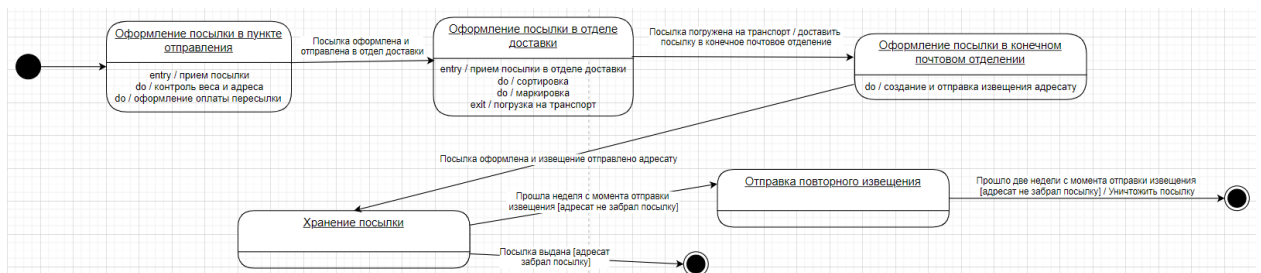 Оформление посылки в пункте
отправления
entry / прием посылки
do / контроль веса и адреса
do / оформление оплаты пересылки
Посылка оформлена и
отправлена в отдел доставки
Оформление посылки в отделе
доставки
entry / прием посылки в отделе доставки
do / сортировка
do / маркировка
exit / погрузка на транспорт
Посылка погружена на транспорт / доставить
посылку в конечное почтовое отделение
Оформление посылки в конечном
почтовом отделении
do / создание и отправка извещения адресату
Посылка оформлена и извещение отправлено адресату
Хранение посылки
Прошла неделя с момента отправки
извещения [адресат не забрал посылку]
Отправка повторного извещения
Прошло две недели с момента отправки извещения
[адресат не забрал посылку] / Уничтожить посылку
Посылка выдана [адресат
забрал посылку]